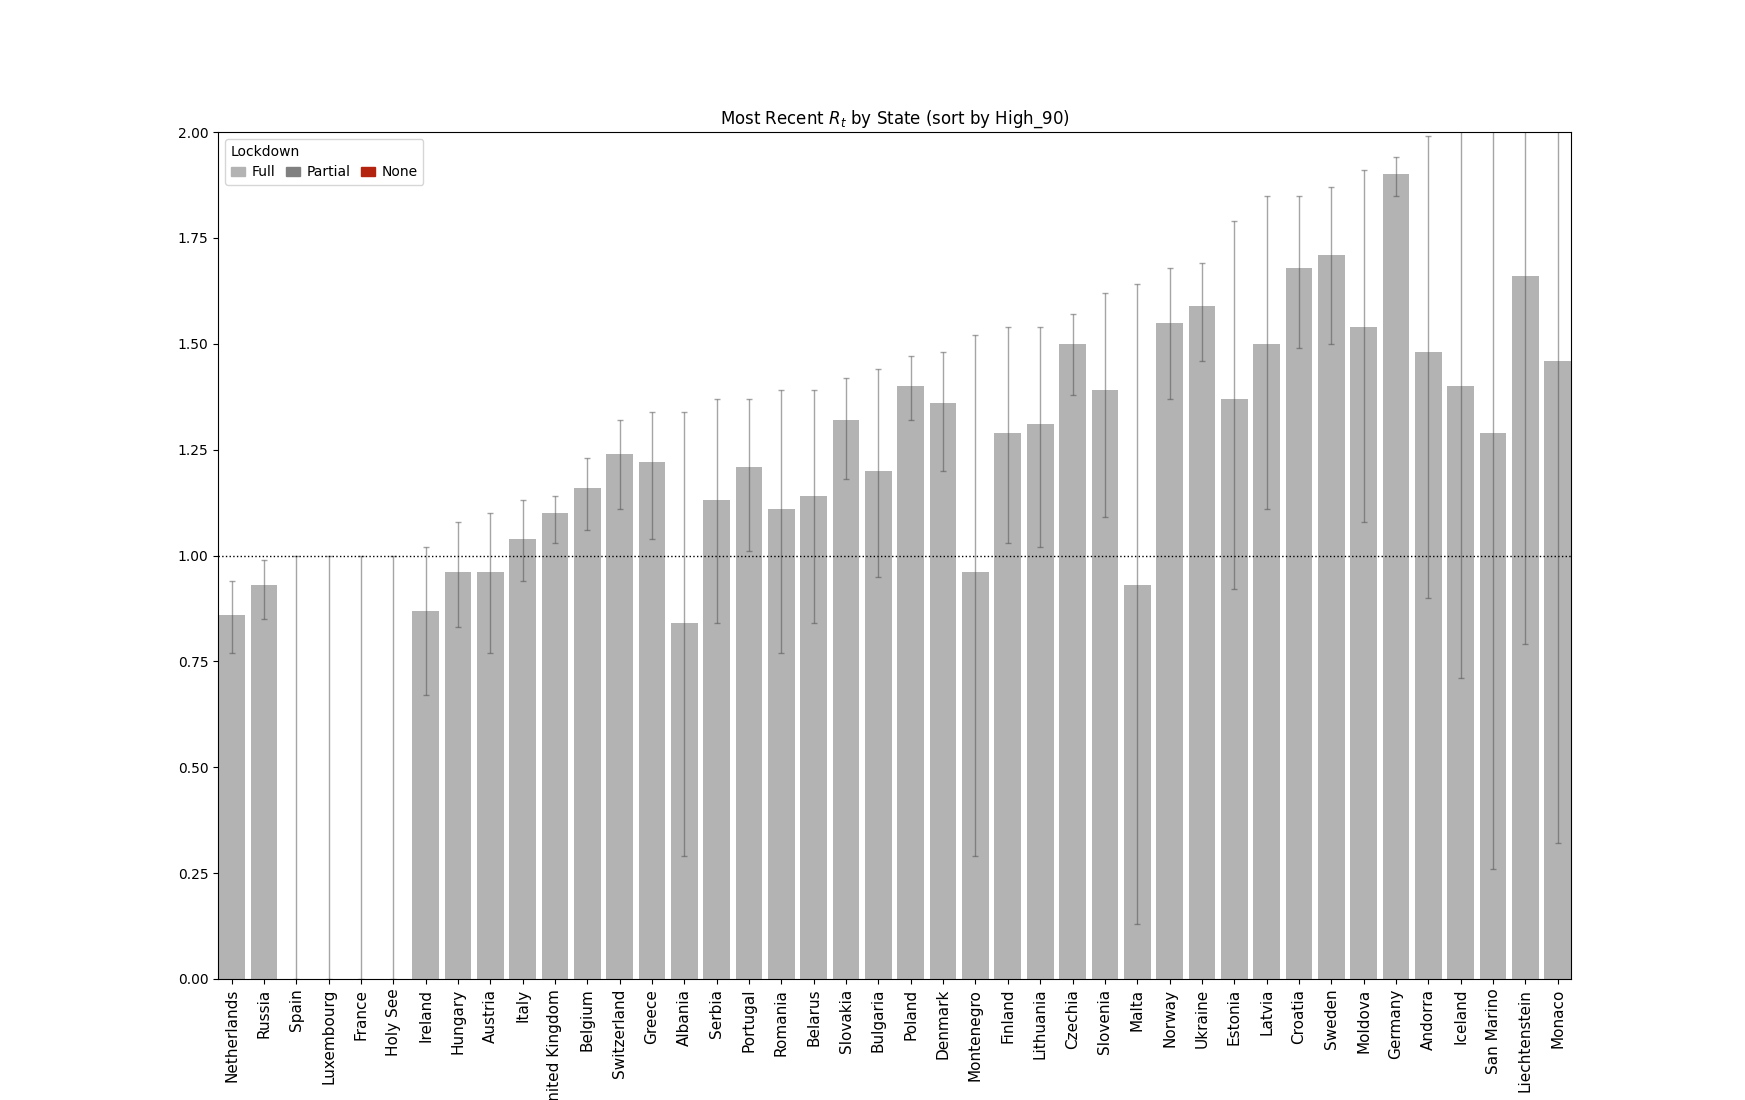 Most Recent R_t by State (sort by High_90)
2.00
Lockdown
Full Partial None
1.75
1.50
1.25
1.00
0.75
0.50
0.25
0.00
Netherlands
Russia
Spain
Luxembourg
France
Holy See
Ireland
Hungary
Austria
Italy
nited Kingdom
Belgium
Switzerland
Greece
Albania
Serbia
Portugal
Romania
Belarus
Slovakia
Bulgaria
Poland
Denmark
Montenegro
Finland
Lithuania
Czechia
Slovenia
Malta
Norway
Ukraine
Estonia
Latvia
Croatia
Sweden
Moldova
Germany
Andorra
Iceland
San Marino
Liechtenstein
Monaco